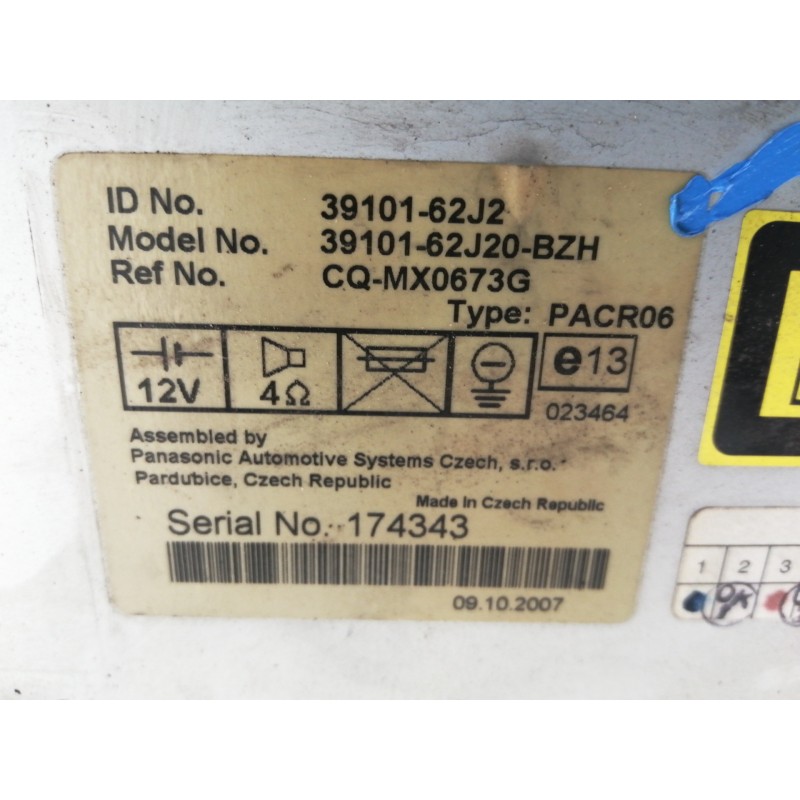 ID No. 39101-62J2
Model No. 39101-62J20-BZH
Ref No. CQ-MX0673G
Type: PACR06
12V 4Ω e13
023464
Assembled by
Panasonic Automotive Systems Czech, s.r.o.
Pardubice, Czech Republic
Made in Czech Republic
Serial No. 174343
09.10.2007
1 2 3
OK